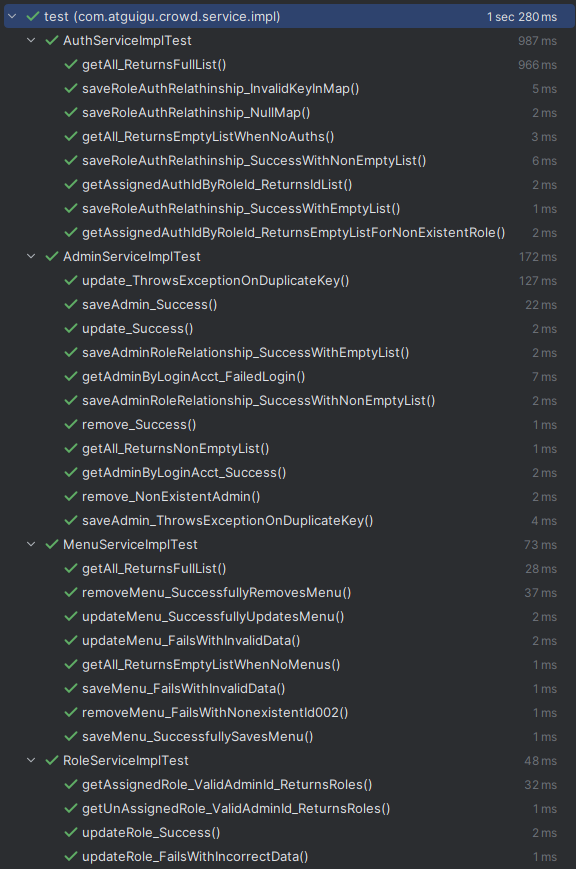 test (com.atguigu.crowd.service.impl) 1 sec 280 ms
AuthServiceImplTest 987 ms
getAll_ReturnsFullList() 966 ms
saveRoleAuthRelathinship_InvalidKeyInMap() 5 ms
saveRoleAuthRelathinship_NullMap() 2 ms
getAll_ReturnsEmptyListWhenNoAuths() 3 ms
saveRoleAuthRelathinship_SuccessWithNonEmptyList() 6 ms
getAssignedAuthIdByRoleId_ReturnsIdList() 2 ms
saveRoleAuthRelathinship_SuccessWithEmptyList() 1 ms
getAssignedAuthIdByRoleId_ReturnsEmptyListForNonExistentRole() 2 ms
AdminServiceImplTest 172 ms
update_ThrowsExceptionOnDuplicateKey() 127 ms
saveAdmin_Success() 22 ms
update_Success() 2 ms
saveAdminRoleRelationship_SuccessWithEmptyList() 2 ms
getAdminByLoginAcct_FailedLogin() 7 ms
saveAdminRoleRelationship_SuccessWithNonEmptyList() 2 ms
remove_Success() 1 ms
getAll_ReturnsNonEmptyList() 1 ms
getAdminByLoginAcct_Success() 2 ms
remove_NonExistentAdmin() 2 ms
saveAdmin_ThrowsExceptionOnDuplicateKey() 4 ms
MenuServiceImplTest 73 ms
getAll_ReturnsFullList() 28 ms
removeMenu_SuccessfullyRemovesMenu() 37 ms
updateMenu_SuccessfullyUpdatesMenu() 2 ms
updateMenu_FailsWithInvalidData() 2 ms
getAll_ReturnsEmptyListWhenNoMenus() 1 ms
saveMenu_FailsWithInvalidData() 1 ms
removeMenu_FailsWithNonexistentId002() 1 ms
saveMenu_SuccessfullySavesMenu() 1 ms
RoleServiceImplTest 48 ms
getAssignedRole_ValidAdminId_ReturnsRoles() 32 ms
getUnAssignedRole_ValidAdminId_ReturnsRoles() 1 ms
updateRole_Success() 2 ms
updateRole_FailsWithIncorrectData() 1 ms